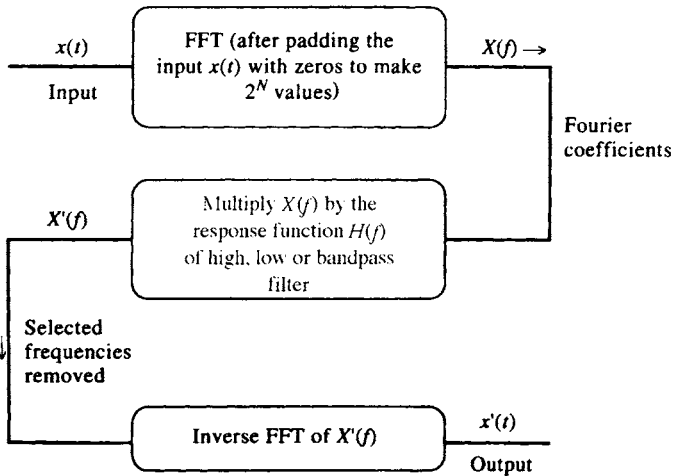 x(t)
Input
FFT (after padding the
input x(t) with zeros to make
2^N values)
X(f) →
Fourier
coefficients
Multiply X(f) by the
response function H(f)
of high, low or bandpass
filter
X'(f)
Selected
frequencies
removed
Inverse FFT of X'(f)
x'(t)
Output